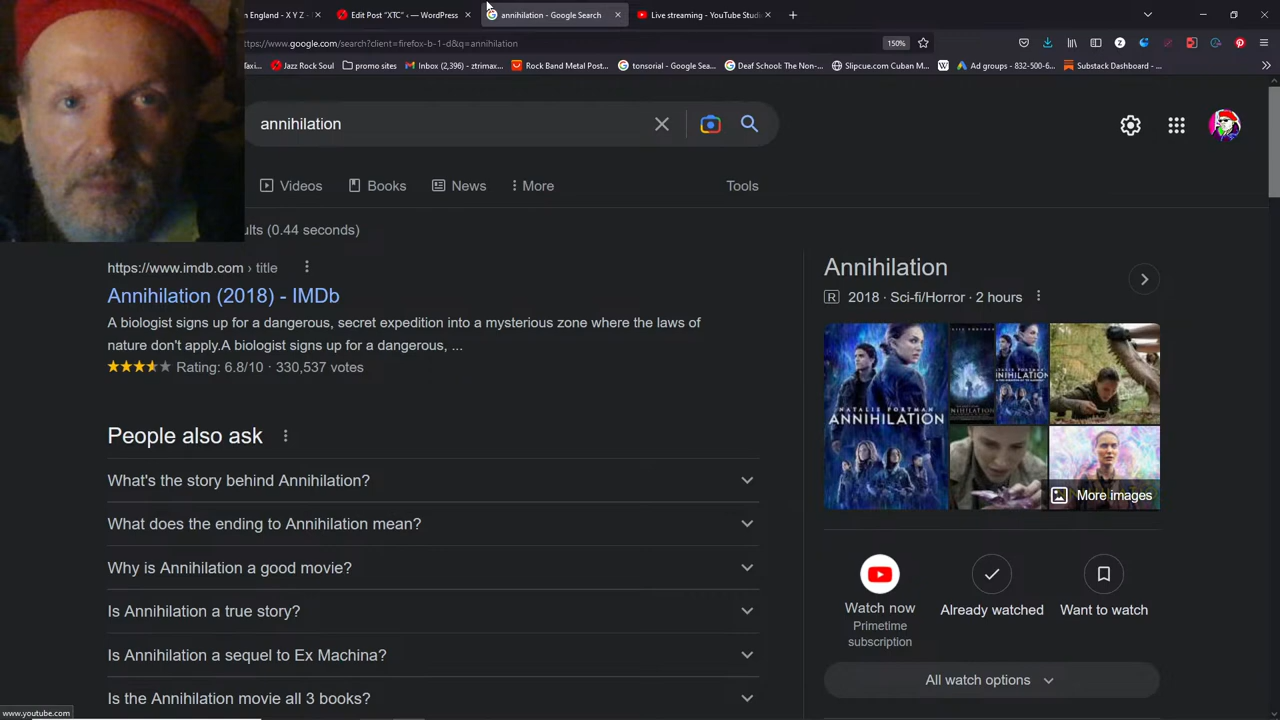 n England - X Y Z -
Edit Post “XTC” ‹ — WordPress
annihilation - Google Search
Live streaming - YouTube Studi
ttps://www.google.com/search?client=firefox-b-1-d&q=annihilation
150%
axi...
Jazz Rock Soul
promo sites
Inbox (2,396) - ztrimax...
Rock Band Metal Post...
tonsorial - Google Sea...
Deaf School: The Non-...
Slipcue.com Cuban M...
Ad groups - 832-500-6...
Substack Dashboard - ...
annihilation
Videos
Books
News
More
Tools
ults (0.44 seconds)
https://www.imdb.com › title
Annihilation (2018) - IMDb
A biologist signs up for a dangerous, secret expedition into a mysterious zone where the laws of
nature don't apply.A biologist signs up for a dangerous, ...
Rating: 6.8/10 · 330,537 votes
People also ask
What's the story behind Annihilation?
What does the ending to Annihilation mean?
Why is Annihilation a good movie?
Is Annihilation a true story?
Is Annihilation a sequel to Ex Machina?
Is the Annihilation movie all 3 books?
Annihilation
R
2018 · Sci-fi/Horror · 2 hours
NATALIE PORTMAN
ANNIHILATION
More images
Watch now
Primetime
subscription
Already watched
Want to watch
All watch options
www.youtube.com